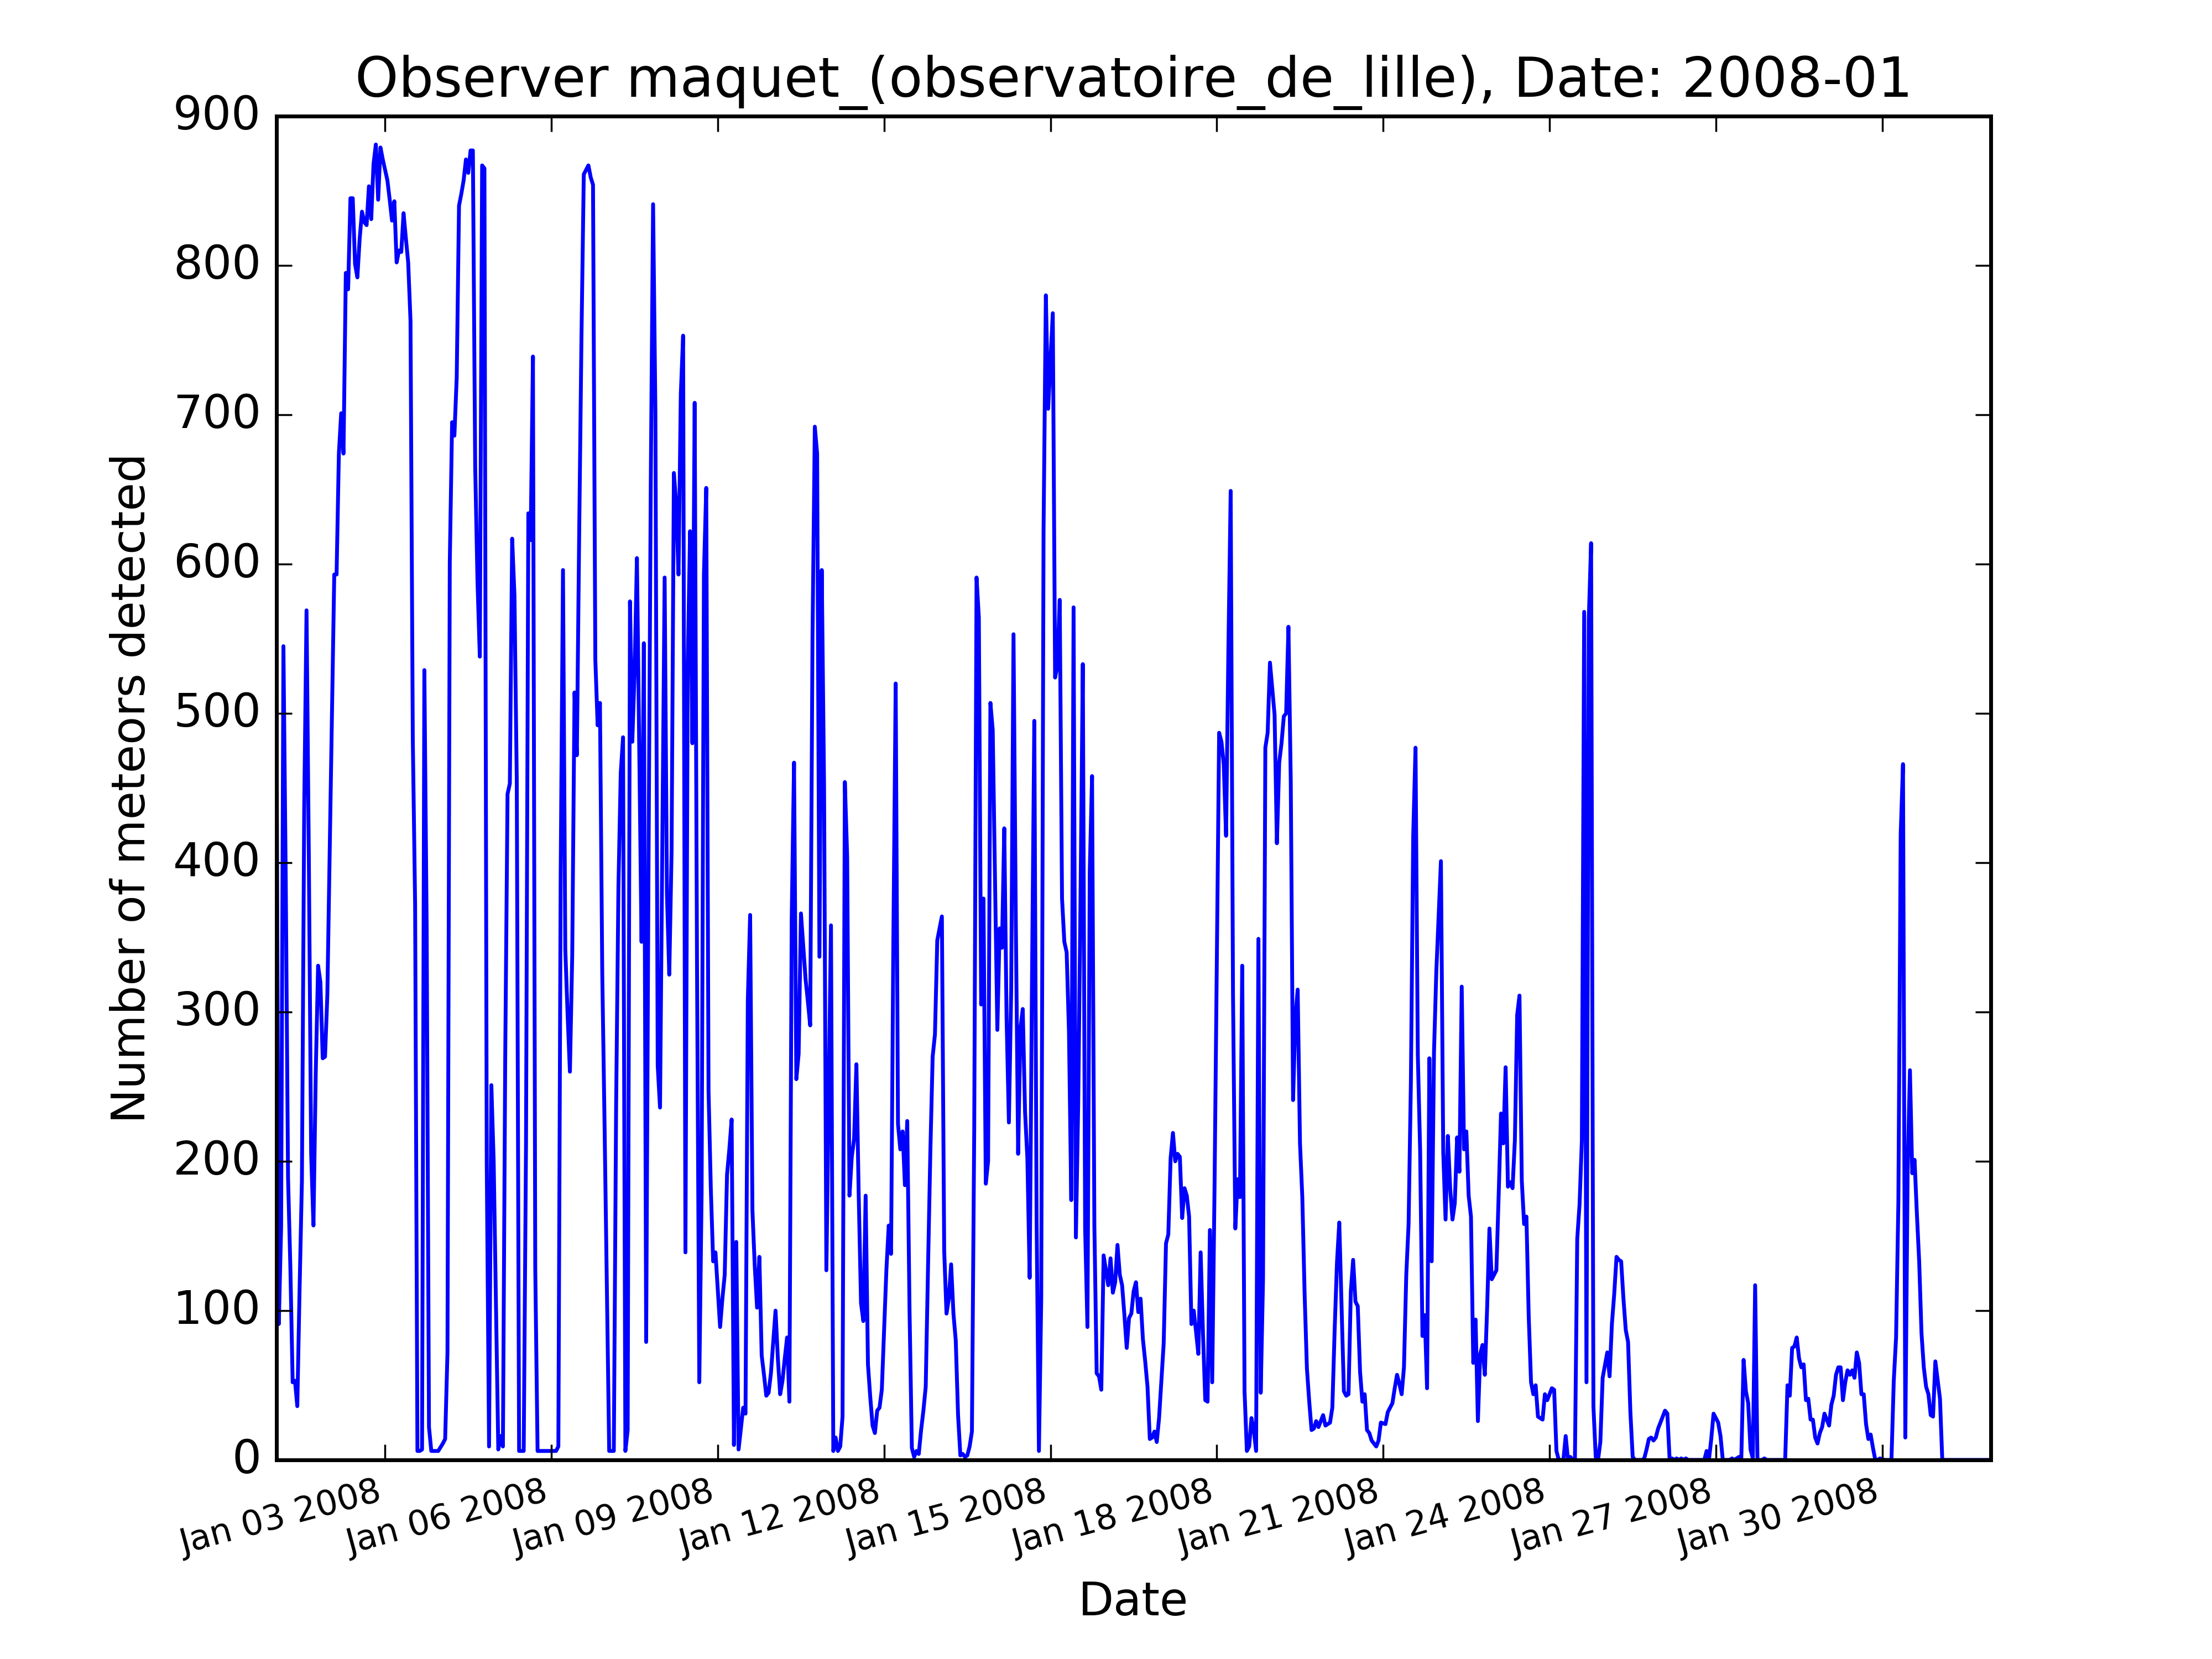 Observer maquet_(observatoire_de_lille), Date: 2008-01
Number of meteors detected
900
800
700
600
500
400
300
200
100
0
Jan 03 2008
Jan 06 2008
Jan 09 2008
Jan 12 2008
Jan 15 2008
Jan 18 2008
Jan 21 2008
Jan 24 2008
Jan 27 2008
Jan 30 2008
Date